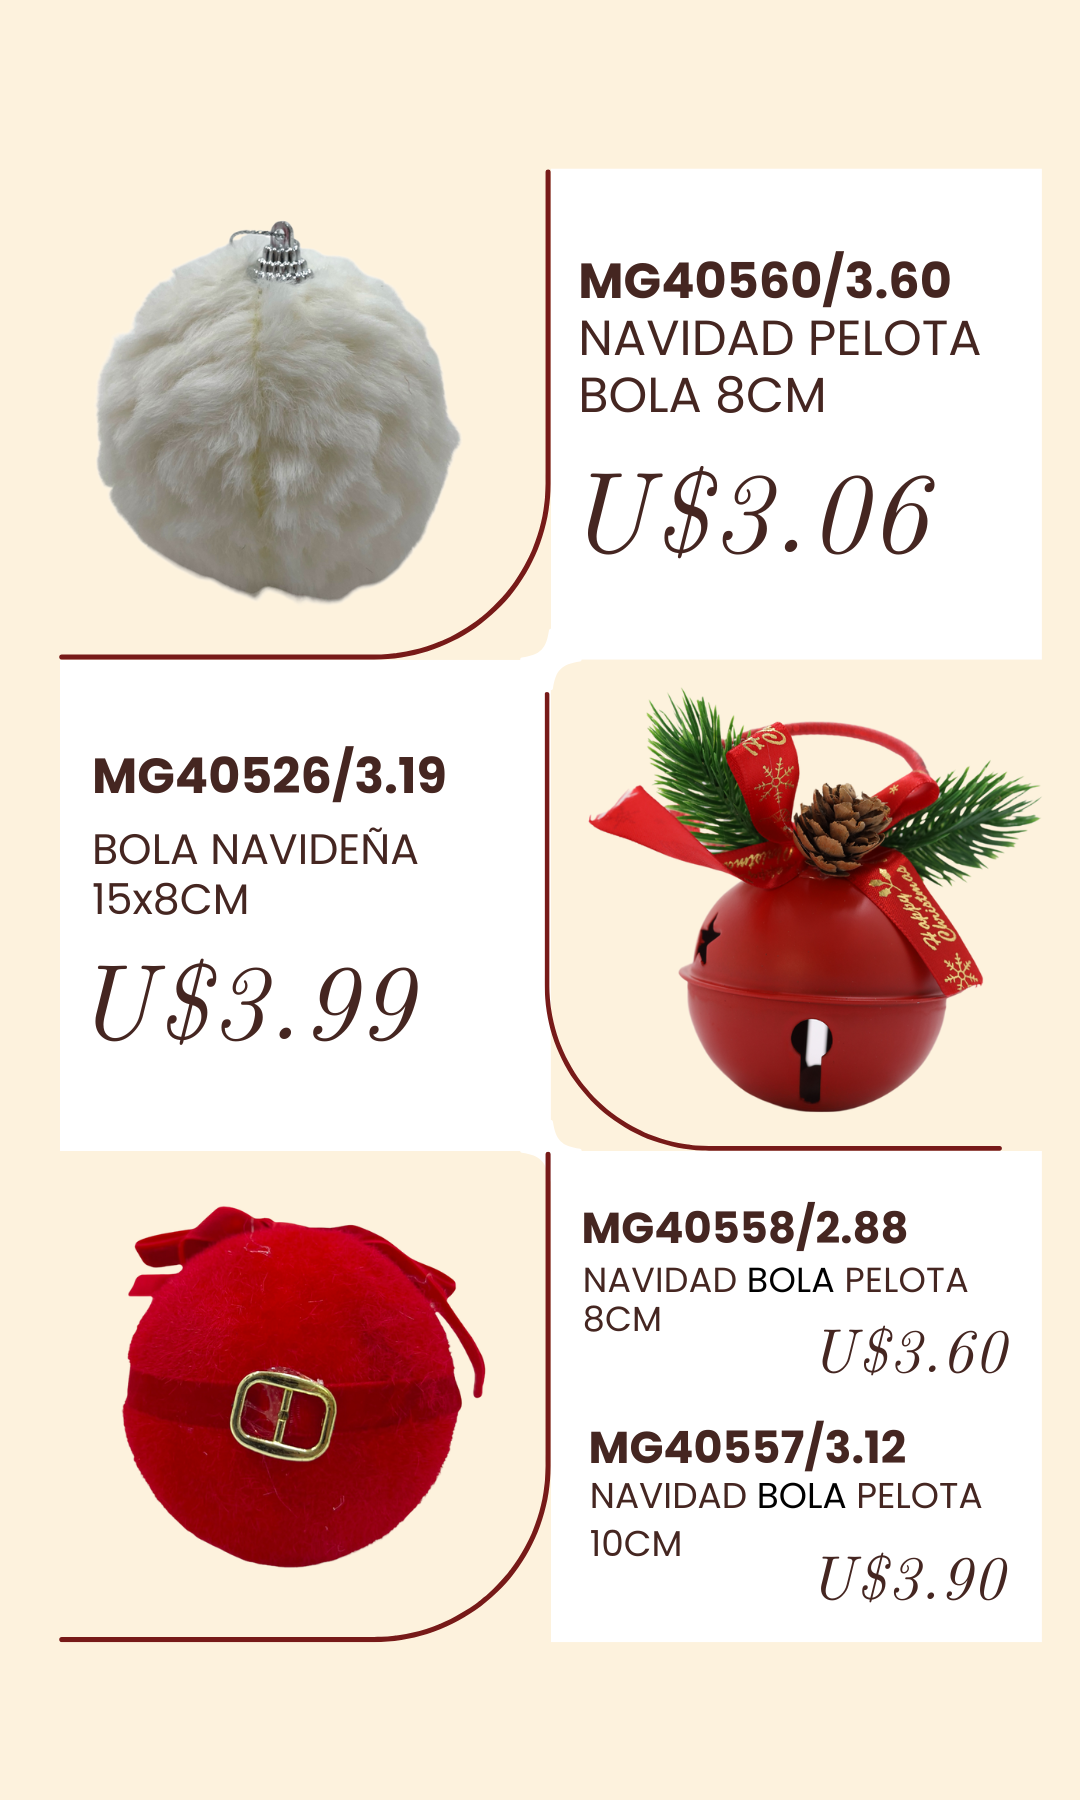 MG40560/3.60
NAVIDAD PELOTA
BOLA 8CM
U$3.06
MG40526/3.19
BOLA NAVIDEÑA
15x8CM
U$3.99
Happy
Christmas
MG40558/2.88
NAVIDAD BOLA PELOTA
8CM
U$3.60
MG40557/3.12
NAVIDAD BOLA PELOTA
10CM
U$3.90